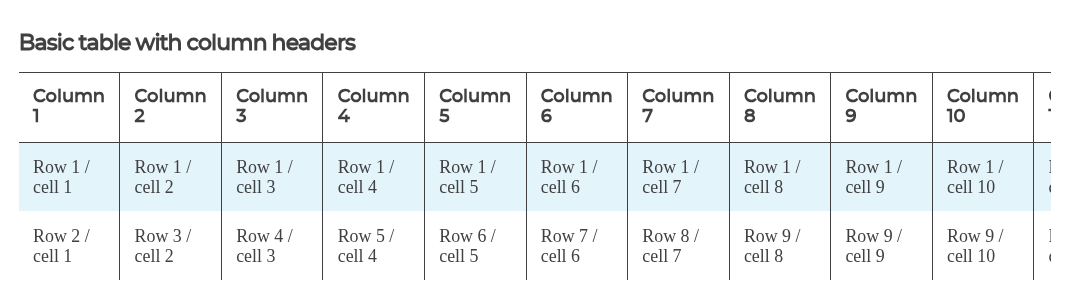 Basic table with column headers
Column 1 Column 2 Column 3 Column 4 Column 5 Column 6 Column 7 Column 8 Column 9 Column 10
Row 1 / cell 1 Row 1 / cell 2 Row 1 / cell 3 Row 1 / cell 4 Row 1 / cell 5 Row 1 / cell 6 Row 1 / cell 7 Row 1 / cell 8 Row 1 / cell 9 Row 1 / cell 10
Row 2 / cell 1 Row 3 / cell 2 Row 4 / cell 3 Row 5 / cell 4 Row 6 / cell 5 Row 7 / cell 6 Row 8 / cell 7 Row 9 / cell 8 Row 9 / cell 9 Row 9 / cell 10